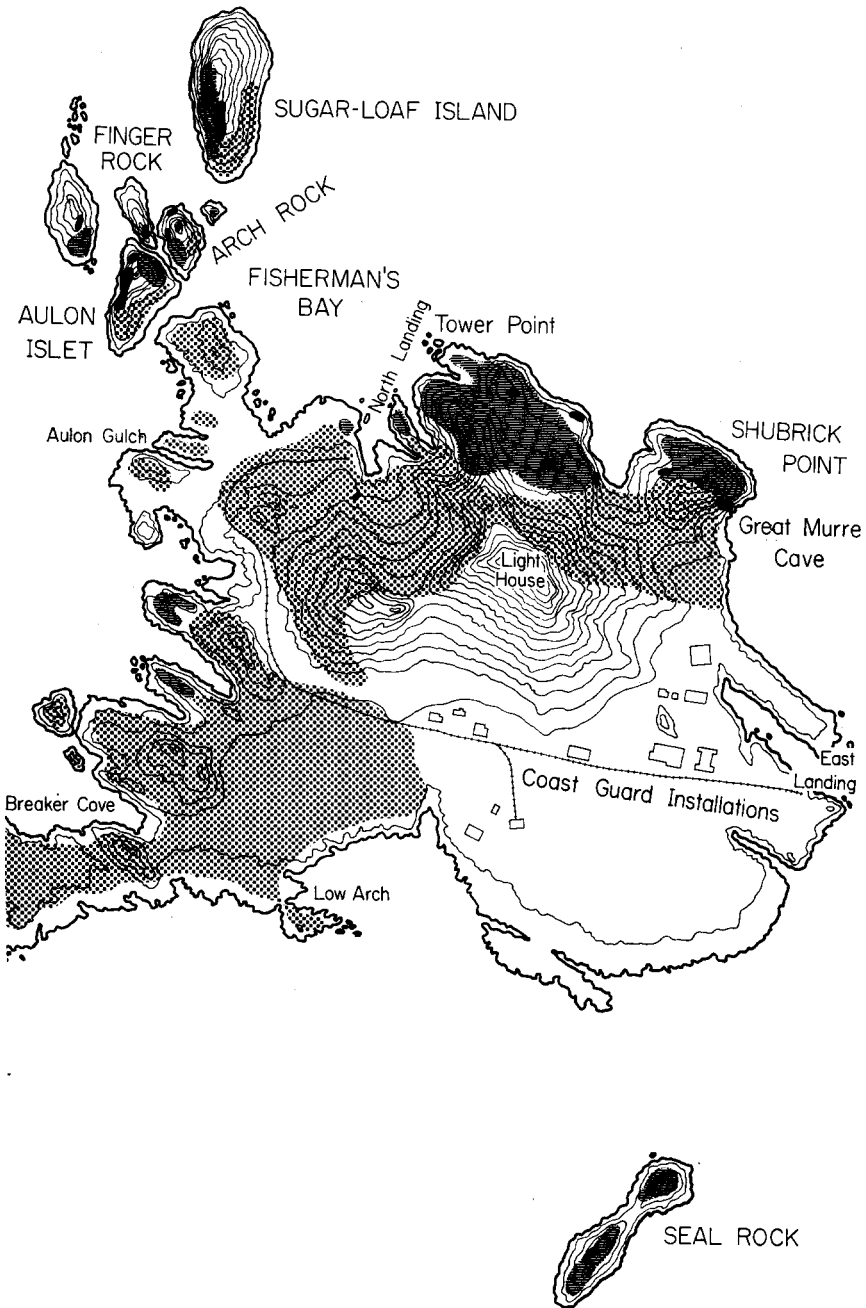 SUGAR-LOAF ISLAND
FINGER
ROCK
ARCH ROCK
FISHERMAN'S
BAY
AULON
ISLET
North Landing
Tower Point
Aulon Gulch
SHUBRICK
POINT
Great Murre
Cave
Light
House
East
Landing
Coast Guard Installations
Breaker Cove
Low Arch
SEAL ROCK